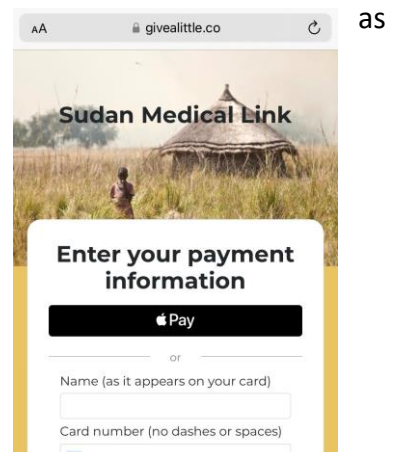 as
AA givealittle.co
Sudan Medical Link
Enter your payment
information
Pay
or
Name (as it appears on your card)
Card number (no dashes or spaces)